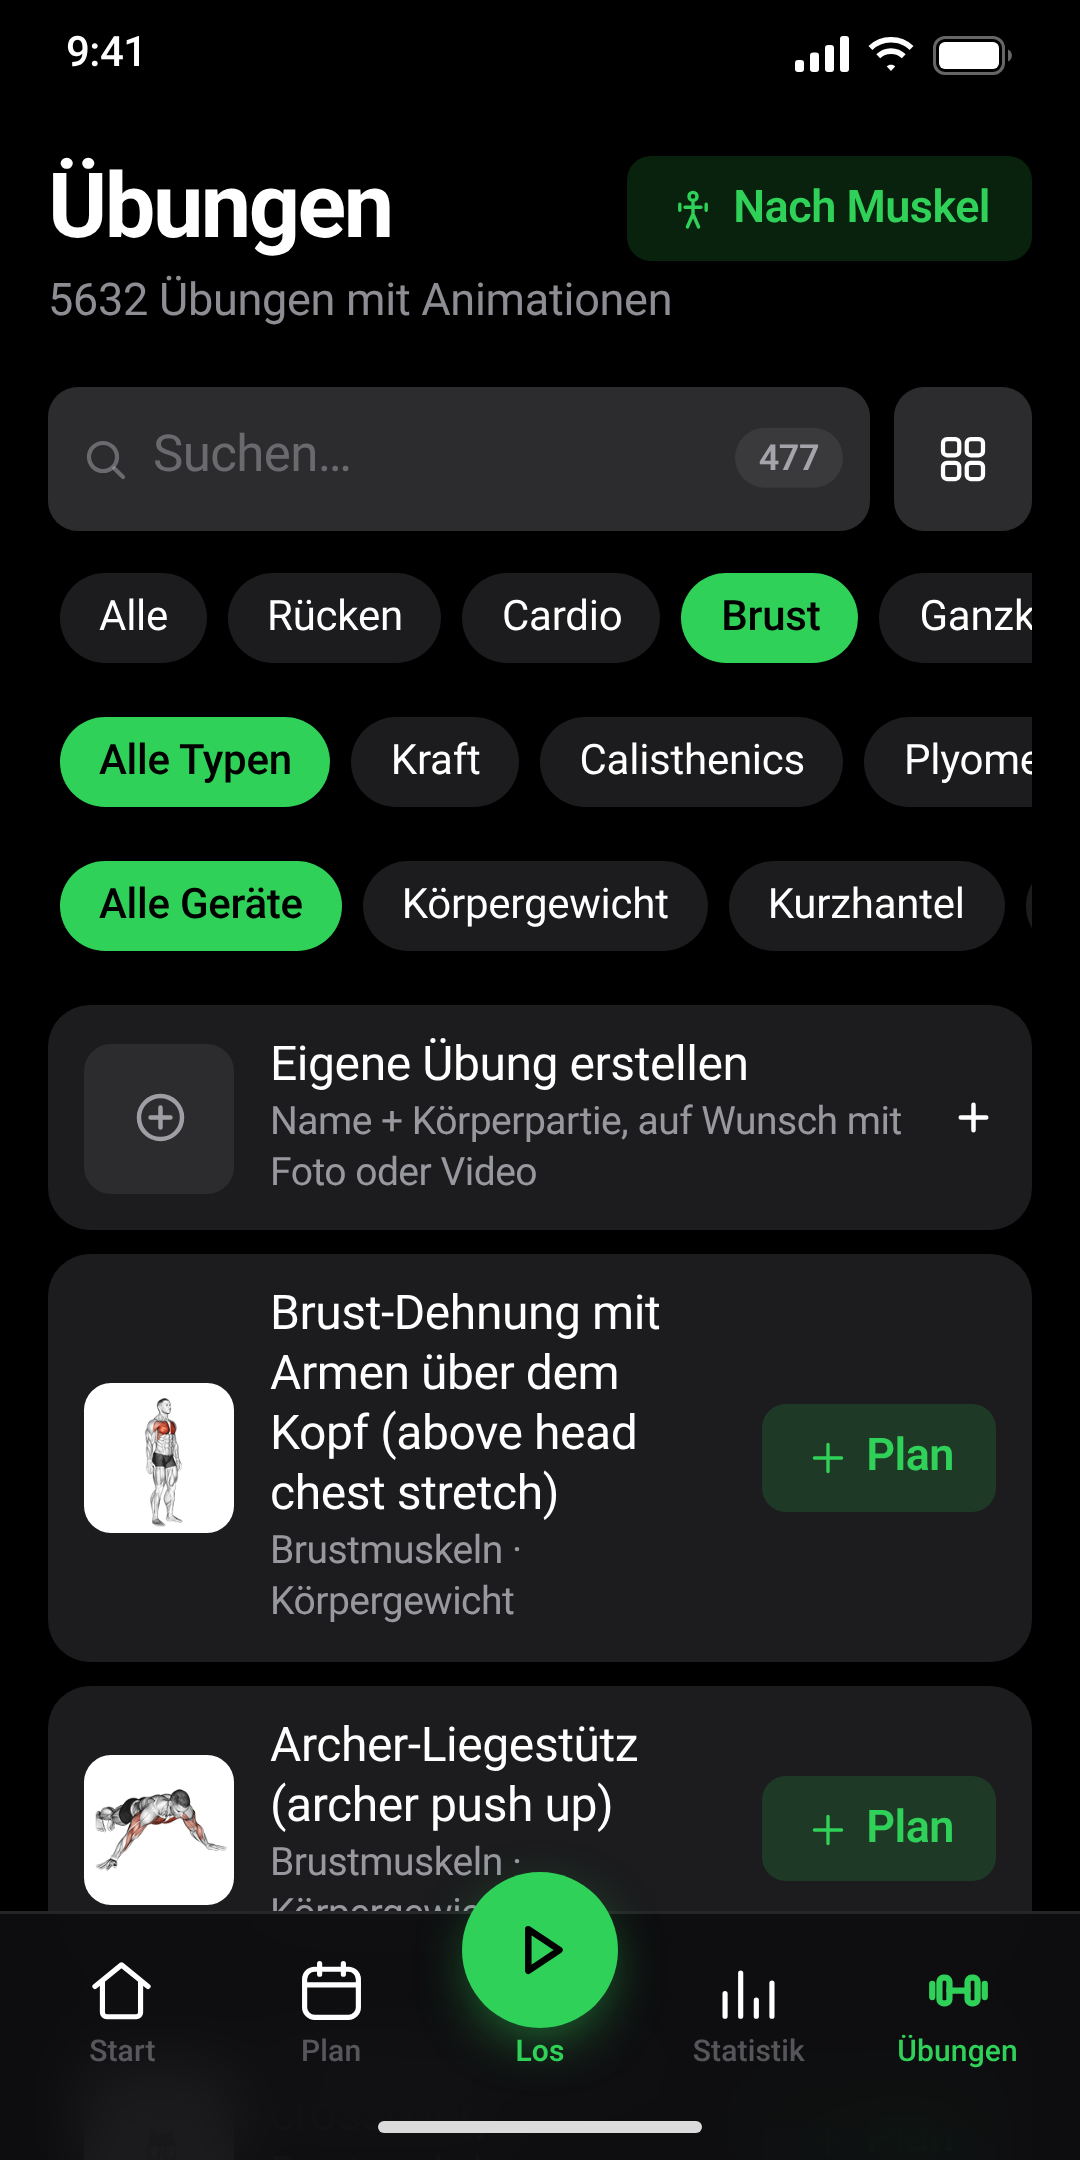 9:41
Übungen
Nach Muskel
5632 Übungen mit Animationen
Suchen...
477
Alle
Rücken
Cardio
Brust
Ganzk
Alle Typen
Kraft
Calisthenics
Plyome
Alle Geräte
Körpergewicht
Kurzhantel
Eigene Übung erstellen
Name + Körperpartie, auf Wunsch mit
Foto oder Video
+
Brust-Dehnung mit
Armen über dem
Kopf (above head
chest stretch)
Brustmuskeln ·
Körpergewicht
+ Plan
Archer-Liegestütz
(archer push up)
Brustmuskeln ·
+ Plan
Start
Plan
Los
Statistik
Übungen